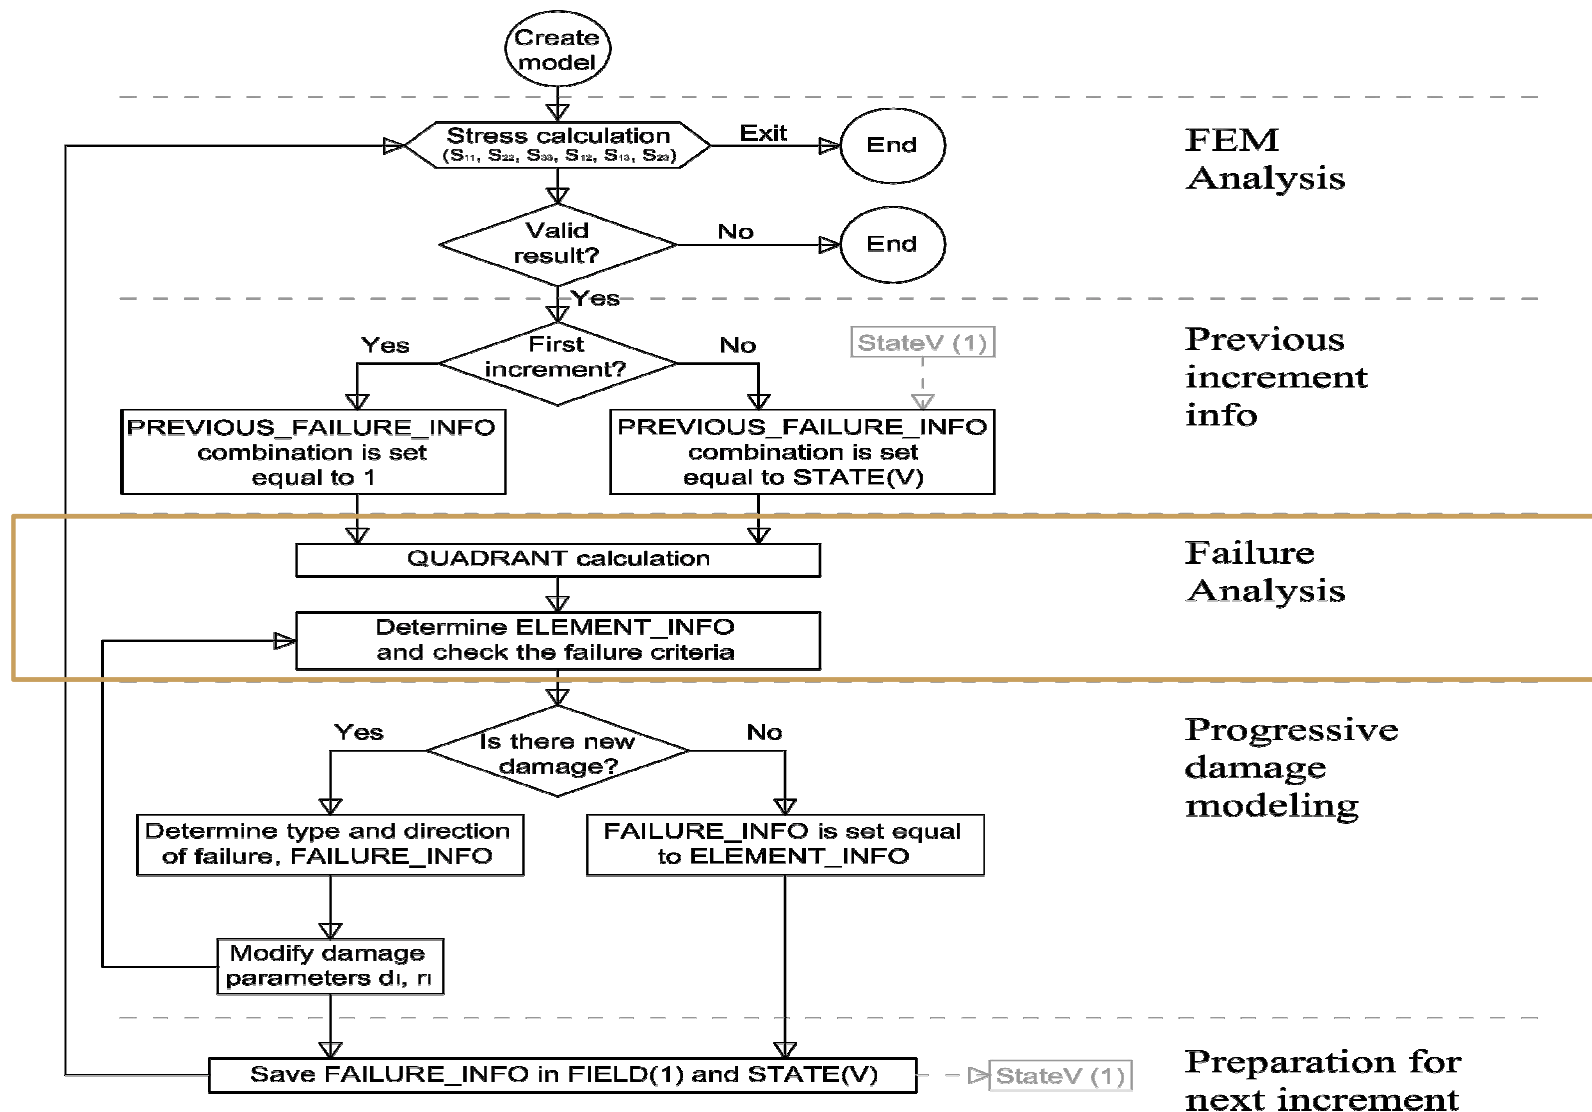 Create
model
Stress calculation
(S11, S22, S33, S12, S13, S23)
Exit
End
FEM
Analysis
Valid
result?
No
End
Yes
First
increment?
Yes
No
StateV (1)
Previous
increment
info
PREVIOUS_FAILURE_INFO
combination is set
equal to 1
PREVIOUS_FAILURE_INFO
combination is set
equal to STATE(V)
QUADRANT calculation
Failure
Analysis
Determine ELEMENT_INFO
and check the failure criteria
Is there new
damage?
Yes
No
Progressive
damage
modeling
Determine type and direction
of failure, FAILURE_INFO
FAILURE_INFO is set equal
to ELEMENT_INFO
Modify damage
parameters dI, rI
Save FAILURE_INFO in FIELD(1) and STATE(V)
StateV (1)
Preparation for
next increment